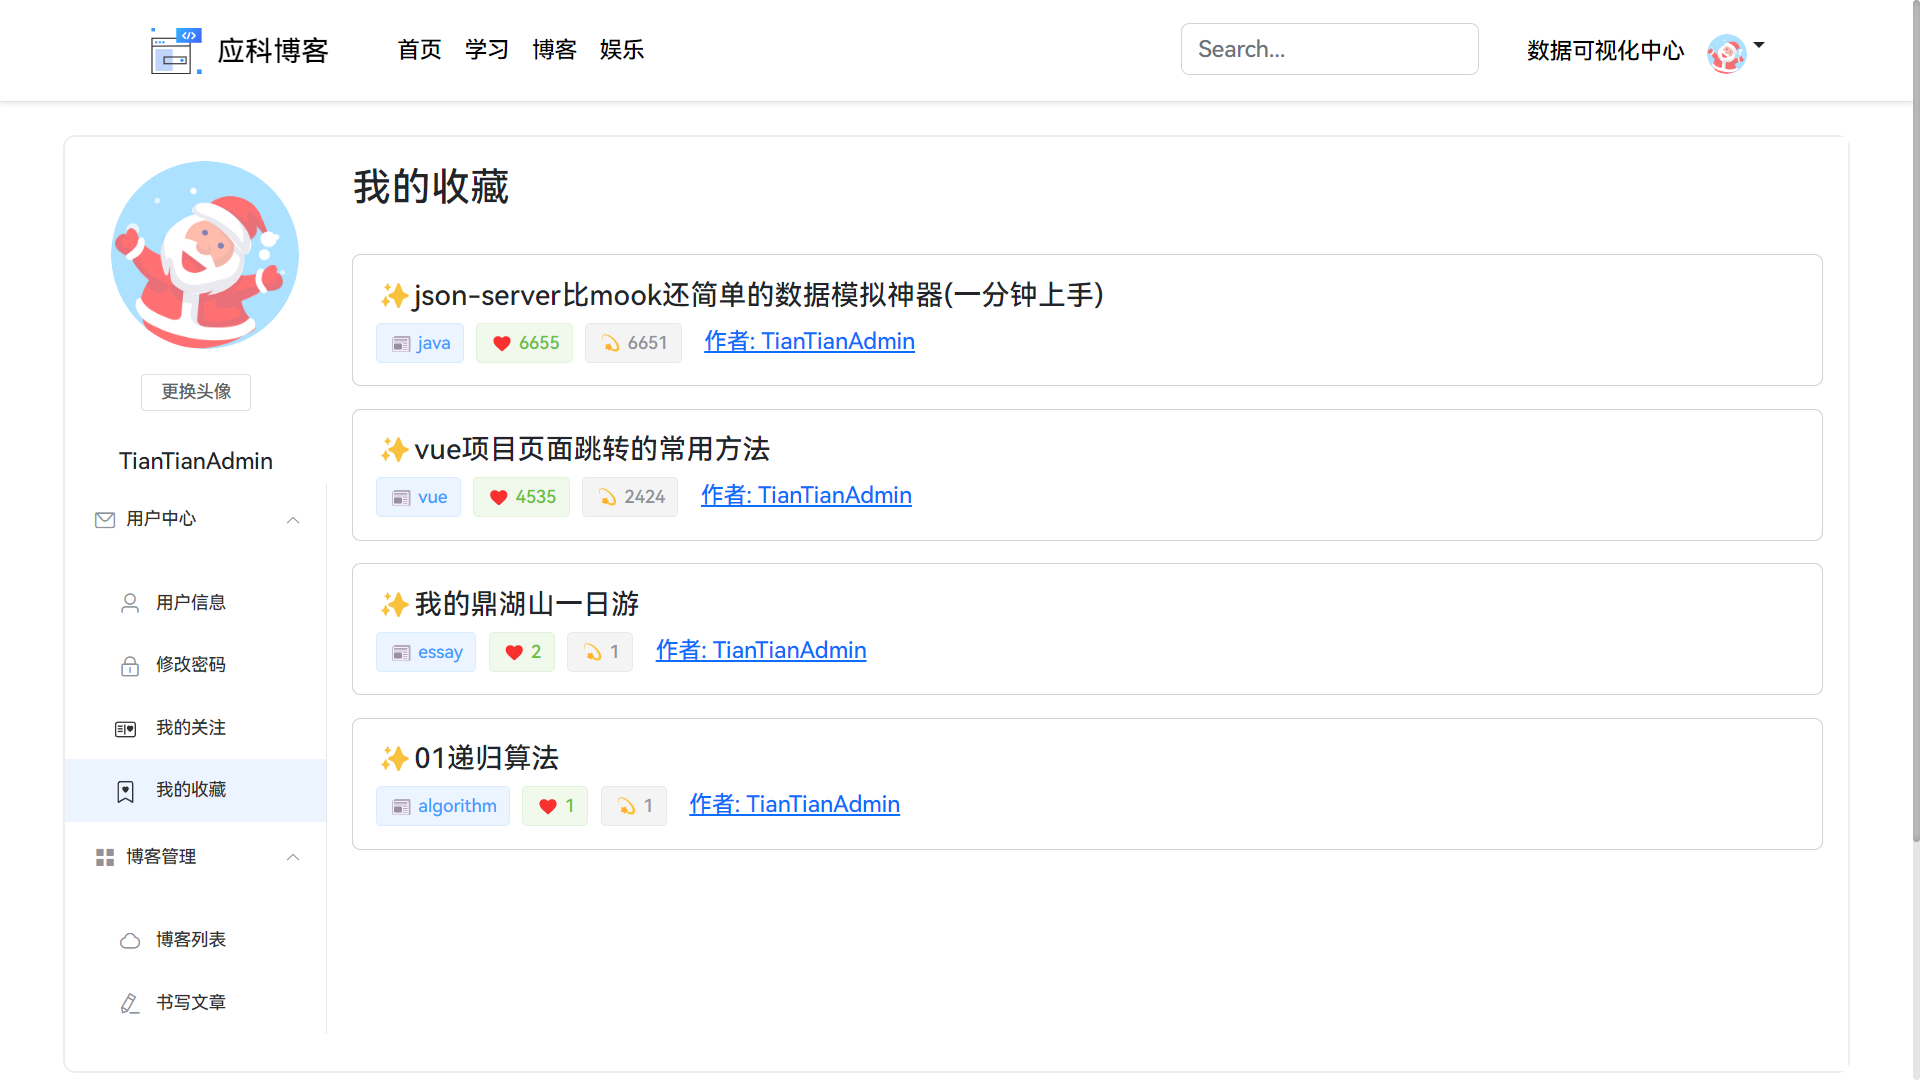 应科博客
首页 学习 博客 娱乐
Search...
数据可视化中心
更换头像
TianTianAdmin
用户中心
用户信息
修改密码
我的关注
我的收藏
博客管理
博客列表
书写文章
我的收藏
✨json-server比mook还简单的数据模拟神器(一分钟上手)
java 6655 6651 作者: TianTianAdmin
✨vue项目页面跳转的常用方法
vue 4535 2424 作者: TianTianAdmin
✨我的鼎湖山一日游
essay 2 1 作者: TianTianAdmin
✨01递归算法
algorithm 1 1 作者: TianTianAdmin